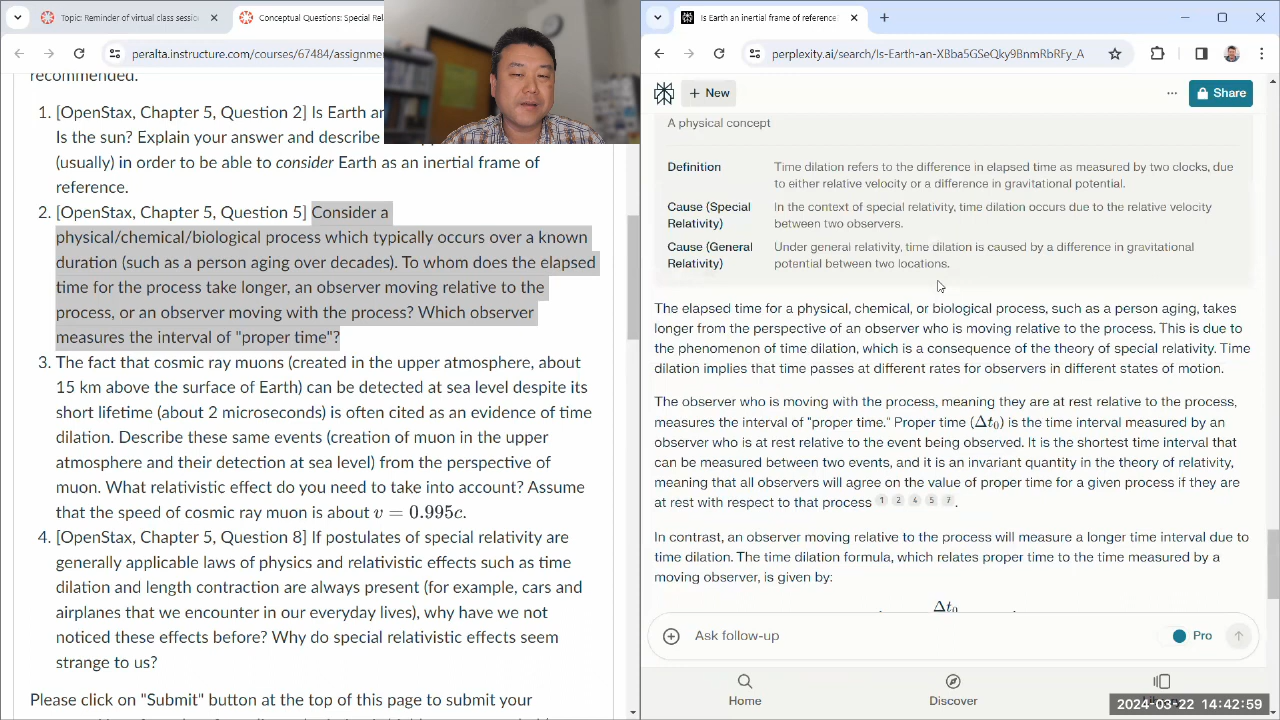 Topic: Reminder of virtual class sessio
Conceptual Questions: Special Rel
peralta.instructure.com/courses/67484/assignme
recommended.
1. [OpenStax, Chapter 5, Question 2] Is Earth an
Is the sun? Explain your answer and describe
(usually) in order to be able to consider Earth as an inertial frame of
reference.
2. [OpenStax, Chapter 5, Question 5] Consider a
physical/chemical/biological process which typically occurs over a known
duration (such as a person aging over decades). To whom does the elapsed
time for the process take longer, an observer moving relative to the
process, or an observer moving with the process? Which observer
measures the interval of "proper time"?
3. The fact that cosmic ray muons (created in the upper atmosphere, about
15 km above the surface of Earth) can be detected at sea level despite its
short lifetime (about 2 microseconds) is often cited as an evidence of time
dilation. Describe these same events (creation of muon in the upper
atmosphere and their detection at sea level) from the perspective of
muon. What relativistic effect do you need to take into account? Assume
that the speed of cosmic ray muon is about v = 0.995c.
4. [OpenStax, Chapter 5, Question 8] If postulates of special relativity are
generally applicable laws of physics and relativistic effects such as time
dilation and length contraction are always present (for example, cars and
airplanes that we encounter in our everyday lives), why have we not
noticed these effects before? Why do special relativistic effects seem
strange to us?
Please click on "Submit" button at the top of this page to submit your
Is Earth an inertial frame of reference
perplexity.ai/search/Is-Earth-an-XBba5GSeQky9BnmRbRFy_A
New
Share
A physical concept
Definition
Time dilation refers to the difference in elapsed time as measured by two clocks, due
to either relative velocity or a difference in gravitational potential.
Cause (Special
Relativity)
In the context of special relativity, time dilation occurs due to the relative velocity
between two observers.
Cause (General
Relativity)
Under general relativity, time dilation is caused by a difference in gravitational
potential between two locations.
The elapsed time for a physical, chemical, or biological process, such as a person aging, takes
longer from the perspective of an observer who is moving relative to the process. This is due to
the phenomenon of time dilation, which is a consequence of the theory of special relativity. Time
dilation implies that time passes at different rates for observers in different states of motion.
The observer who is moving with the process, meaning they are at rest relative to the process,
measures the interval of "proper time." Proper time (Δt₀) is the time interval measured by an
observer who is at rest relative to the event being observed. It is the shortest time interval that
can be measured between two events, and it is an invariant quantity in the theory of relativity,
meaning that all observers will agree on the value of proper time for a given process if they are
at rest with respect to that process 1 2 4 5 7 .
In contrast, an observer moving relative to the process will measure a longer time interval due to
time dilation. The time dilation formula, which relates proper time to the time measured by a
moving observer, is given by:
Δt₀
Ask follow-up
Pro
Home
Discover
2024-03-22 14:42:59